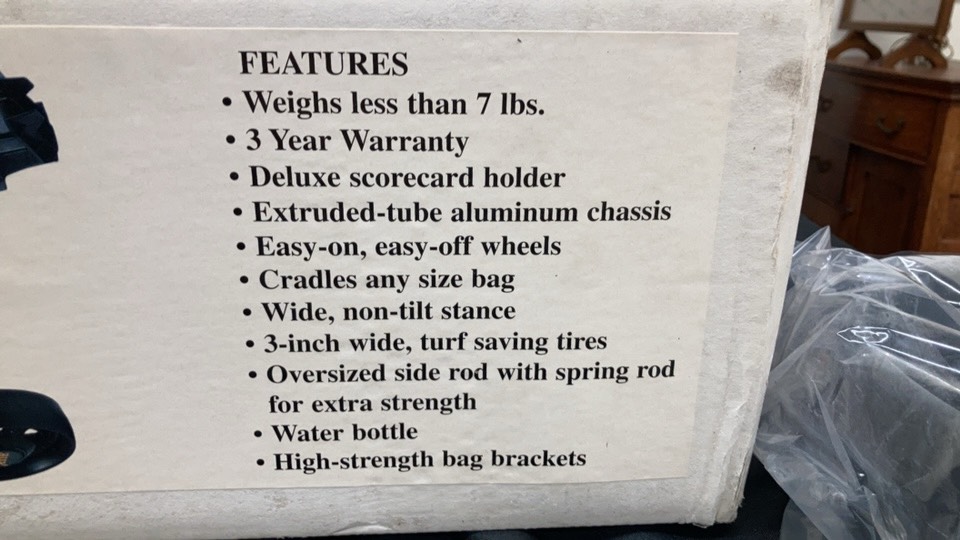 FEATURES
• Weighs less than 7 lbs.
• 3 Year Warranty
• Deluxe scorecard holder
• Extruded-tube aluminum chassis
• Easy-on, easy-off wheels
• Cradles any size bag
• Wide, non-tilt stance
• 3-inch wide, turf saving tires
• Oversized side rod with spring rod
for extra strength
• Water bottle
• High-strength bag brackets